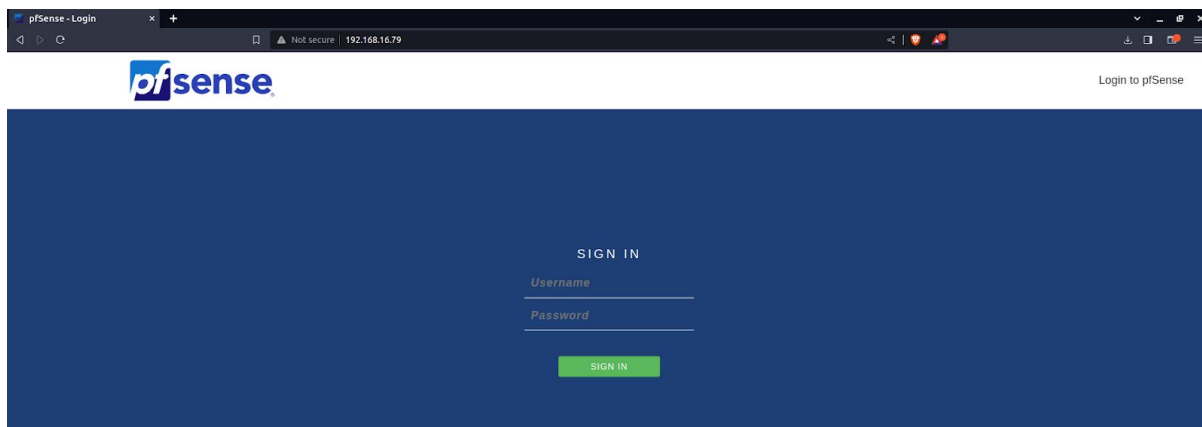 pfSense - Login
Not secure 192.168.16.79
pfsense
Login to pfSense
SIGN IN
Username
Password
SIGN IN